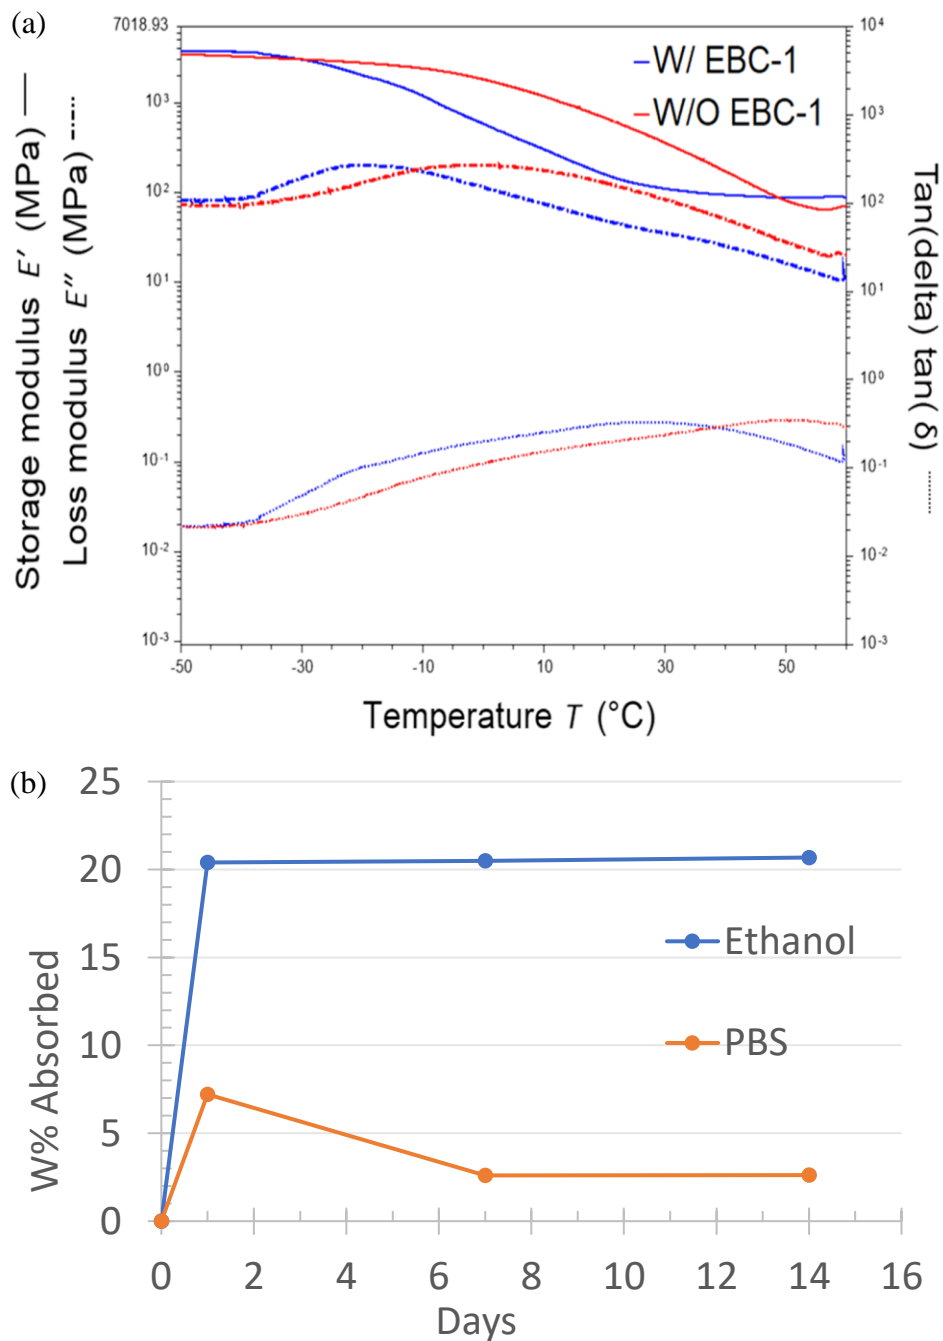 (a)
7018.93
10³
10²
10¹
10⁰
10⁻¹
10⁻²
10⁻³
Storage modulus E′ (MPa)
Loss modulus E″ (MPa)
W/ EBC-1
W/O EBC-1
10⁴
10³
10²
10¹
10⁰
10⁻¹
10⁻²
10⁻³
Tan(delta) tan( δ)
-50 -30 -10 10 30 50
Temperature T (°C)
(b)
25
20
15
10
5
0
W% Absorbed
Ethanol
PBS
0 2 4 6 8 10 12 14 16
Days